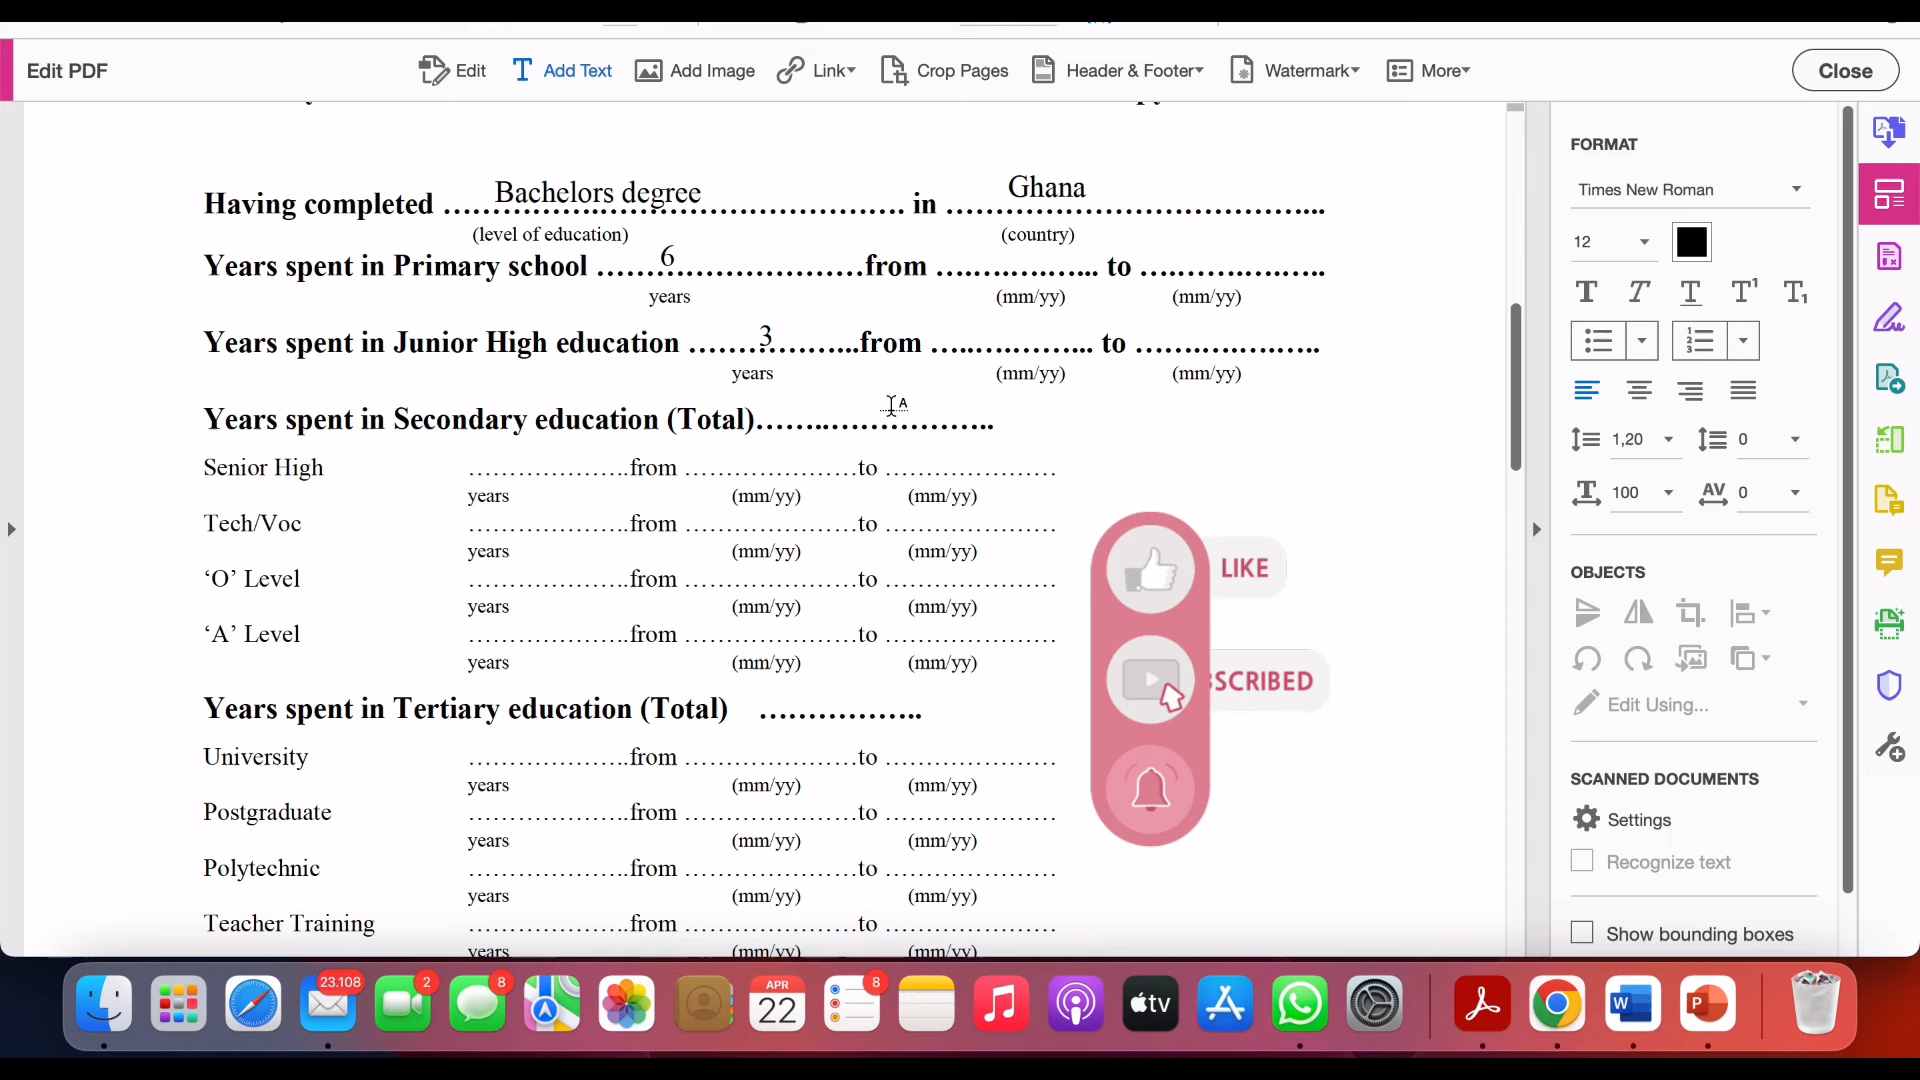 Edit PDF
Edit
Add Text
Add Image
Link
Crop Pages
Header & Footer
Watermark
More
Close
Having completed ……Bachelors degree…………………………. in ……Ghana……………………...
(level of education) (country)
Years spent in Primary school ……6………………from ….….….…... to …..….….….…..
years (mm/yy) (mm/yy)
Years spent in Junior High education ……3………...from …..….……... to ……..….….….…..
years (mm/yy) (mm/yy)
Years spent in Secondary education (Total)……..………………..
Senior High ………………..from …………………to …………………
years (mm/yy) (mm/yy)
Tech/Voc ………………..from …………………to …………………
years (mm/yy) (mm/yy)
‘O’ Level ………………..from …………………to …………………
years (mm/yy) (mm/yy)
‘A’ Level ………………..from …………………to …………………
years (mm/yy) (mm/yy)
Years spent in Tertiary education (Total) ……………..
University ………………..from …………………to …………………
years (mm/yy) (mm/yy)
Postgraduate ………………..from …………………to …………………
years (mm/yy) (mm/yy)
Polytechnic ………………..from …………………to …………………
years (mm/yy) (mm/yy)
Teacher Training ………………..from …………………to …………………
years (mm/yy) (mm/yy)
LIKE
BSCRIBED
FORMAT
Times New Roman
12
1,20 0
100 0
OBJECTS
Edit Using...
SCANNED DOCUMENTS
Settings
Recognize text
Show bounding boxes
23.108
2
8
APR
22
8
tv
W
P